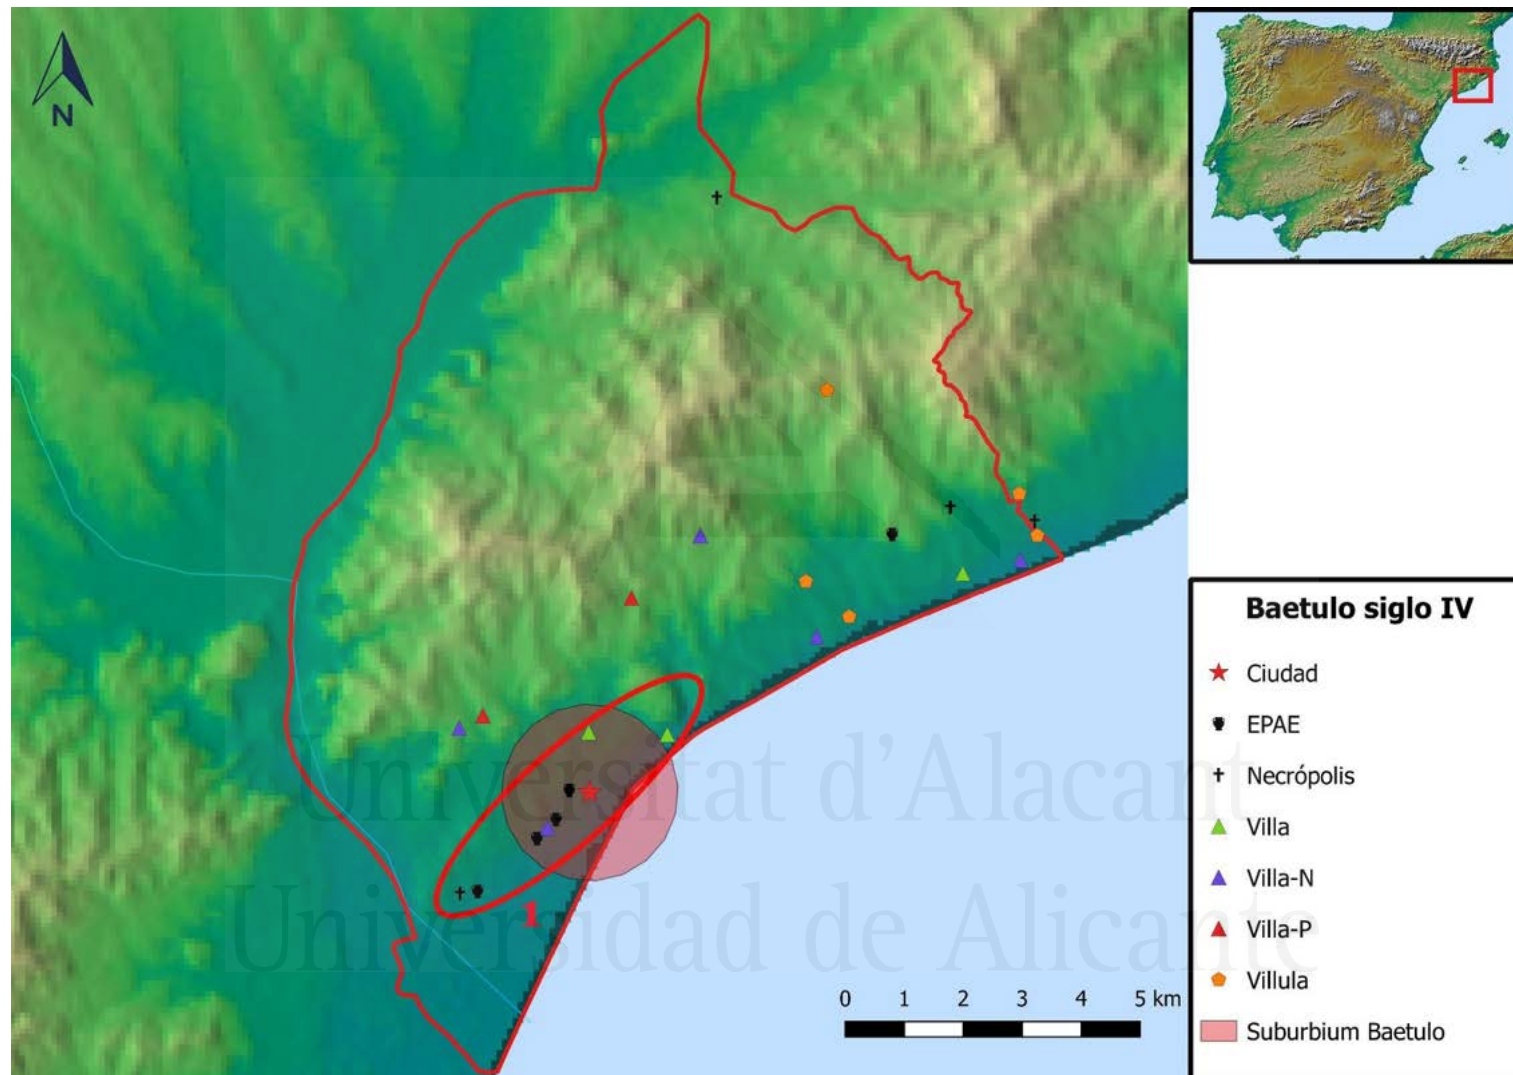 N
1
Universitat d'Alacant
Universidad de Alicante
0 1 2 3 4 5 km
Baetulo siglo IV
Ciudad
EPAE
Necrópolis
Villa
Villa-N
Villa-P
Villula
Suburbium Baetulo